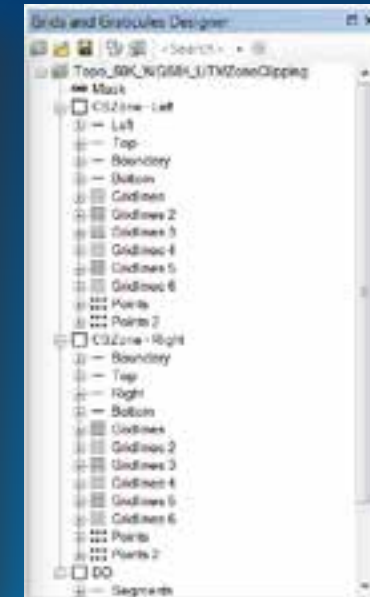 Grids and Graticules Designer
<Search>
Topo_50K_WGS84_UTMZoneClipping
Mask
CSZone - Left
Left
Top
Boundary
Bottom
Gridlines
Gridlines 2
Gridlines 3
Gridlines 4
Gridlines 5
Gridlines 6
Points
Points 2
CSZone - Right
Boundary
Top
Right
Bottom
Gridlines
Gridlines 2
Gridlines 3
Gridlines 4
Gridlines 5
Gridlines 6
Points
Points 2
DD
Segments